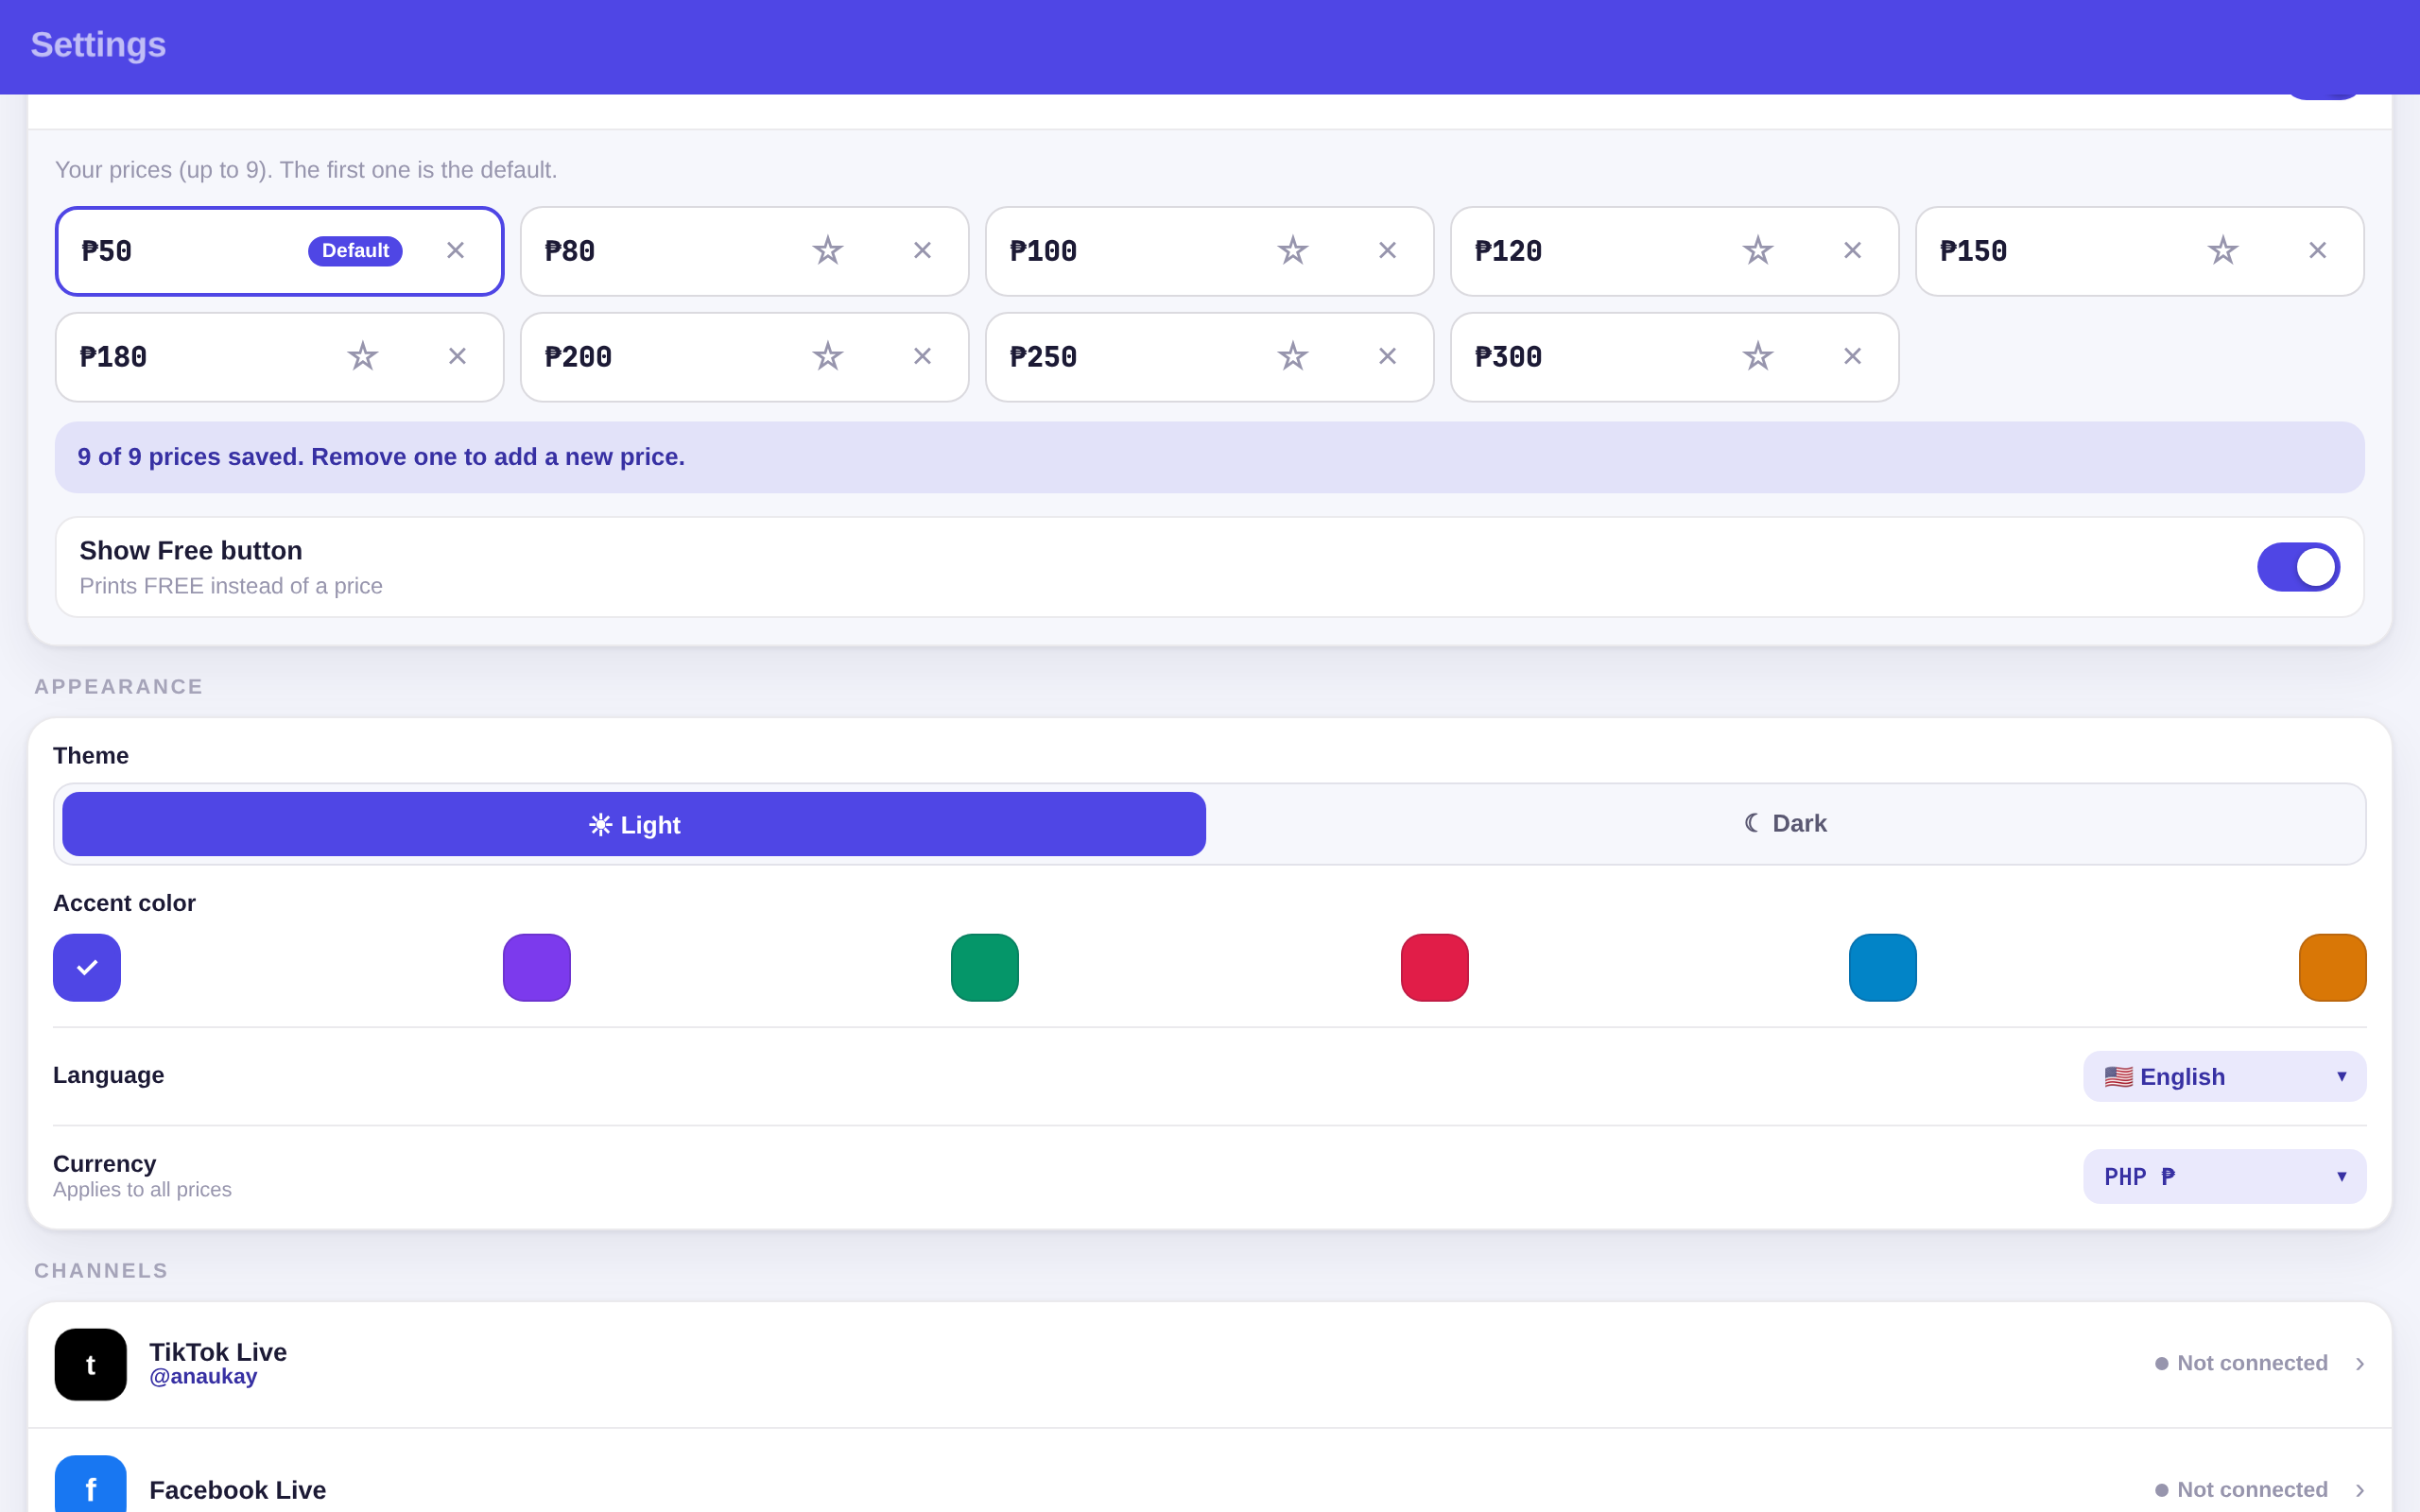 Settings
Your prices (up to 9). The first one is the default.
₱50 Default ✕
₱80 ☆ ✕
₱100 ☆ ✕
₱120 ☆ ✕
₱150 ☆ ✕
₱180 ☆ ✕
₱200 ☆ ✕
₱250 ☆ ✕
₱300 ☆ ✕
9 of 9 prices saved. Remove one to add a new price.
Show Free button
Prints FREE instead of a price
APPEARANCE
Theme
☀ Light
☾ Dark
Accent color
Language
🇺🇸 English ▾
Currency
Applies to all prices
PHP ₱ ▾
CHANNELS
t
TikTok Live
@anaukay
Not connected ›
f
Facebook Live
Not connected ›